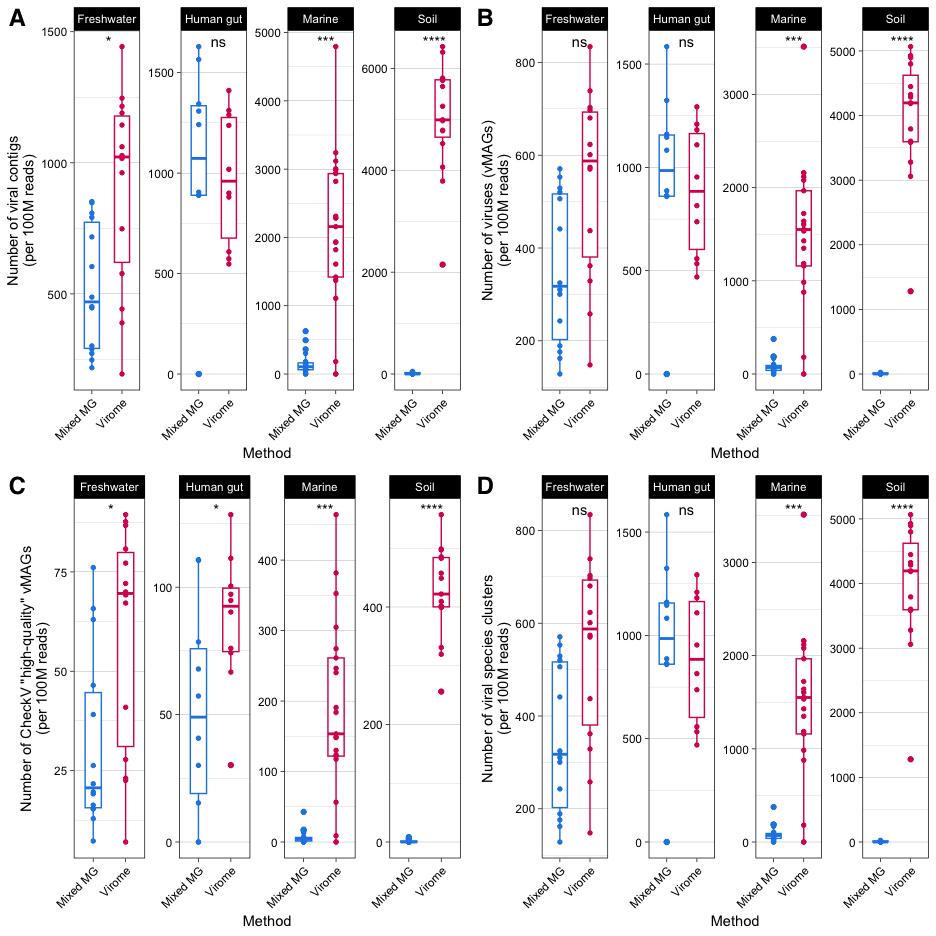 A
Freshwater Human gut Marine Soil
* ns *** ****
Number of viral contigs
(per 100M reads)
1500
1000
500
1500
1000
500
0
5000
4000
3000
2000
1000
0
6000
4000
2000
0
Mixed MG Virome Mixed MG Virome Mixed MG Virome Mixed MG Virome
Method
B
Freshwater Human gut Marine Soil
ns ns *** ****
Number of viruses (vMAGs)
(per 100M reads)
800
600
400
200
1500
1000
500
0
3000
2000
1000
0
5000
4000
3000
2000
1000
0
Mixed MG Virome Mixed MG Virome Mixed MG Virome Mixed MG Virome
Method
C
Freshwater Human gut Marine Soil
* * *** ****
Number of CheckV "high-quality" vMAGs
(per 100M reads)
75
50
25
100
50
0
400
300
200
100
0
400
200
0
Mixed MG Virome Mixed MG Virome Mixed MG Virome Mixed MG Virome
Method
D
Freshwater Human gut Marine Soil
ns ns *** ****
Number of viral species clusters
(per 100M reads)
800
600
400
200
1500
1000
500
0
3000
2000
1000
0
5000
4000
3000
2000
1000
0
Mixed MG Virome Mixed MG Virome Mixed MG Virome Mixed MG Virome
Method